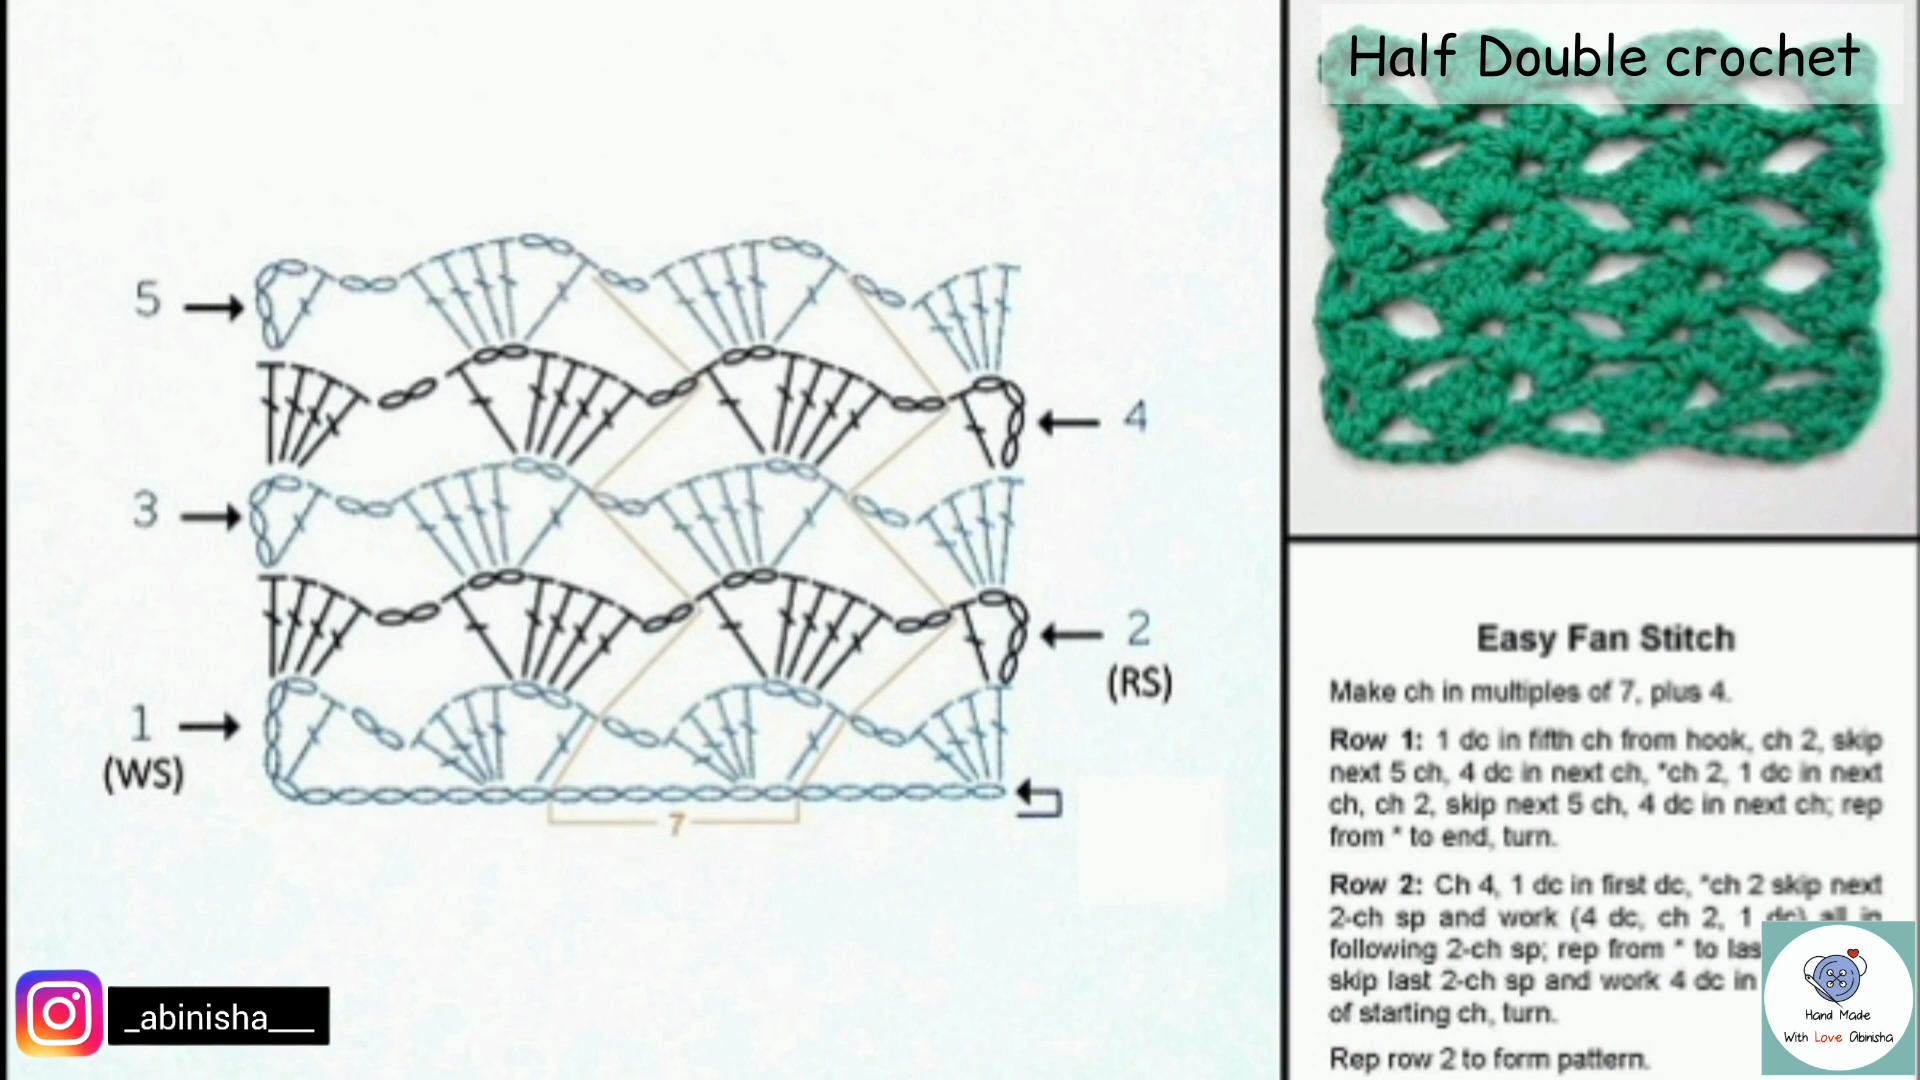 Half Double crochet
5
4
3
2
(RS)
1
(WS)
7
Easy Fan Stitch
Make ch in multiples of 7, plus 4.
Row 1: 1 dc in fifth ch from hook, ch 2, skip
next 5 ch, 4 dc in next ch, *ch 2, 1 dc in next
ch, ch 2, skip next 5 ch, 4 dc in next ch; rep
from * to end, turn.
Row 2: Ch 4, 1 dc in first dc, *ch 2 skip next
2-ch sp and work (4 dc, ch 2, 1 dc) all in
following 2-ch sp; rep from * to
skip last 2-ch sp and work 4 dc in
of starting ch, turn.
Rep row 2 to form pattern.
_abinisha___
Hand Made
With Love Abinisha